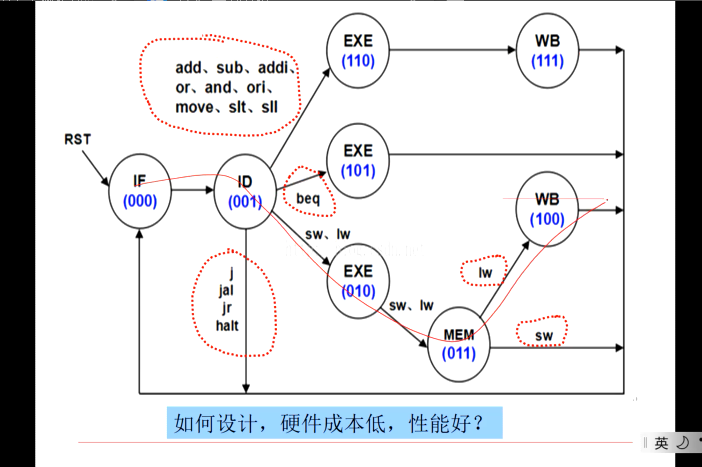 EXE
(110)
WB
(111)
add、sub、addi、
or、and、ori、
move、slt、sll
RST
IF
(000)
ID
(001)
EXE
(101)
beq
WB
(100)
sw、lw
EXE
(010)
lw
j
jal
jr
halt
sw、lw
MEM
(011)
sw
如何设计，硬件成本低，性能好？
英